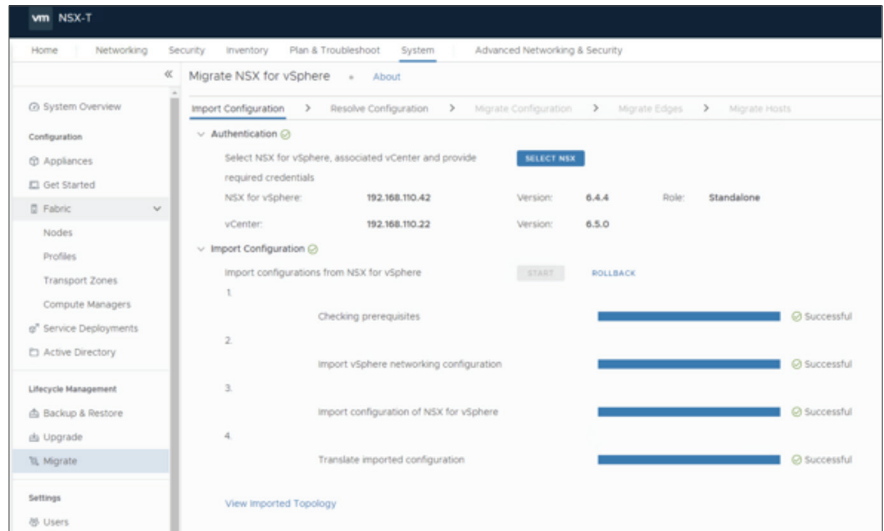 vm NSX-T
Home Networking Security Inventory Plan & Troubleshoot System Advanced Networking & Security
Migrate NSX for vSphere About
System Overview
Configuration
Appliances
Get Started
Fabric
Nodes
Profiles
Transport Zones
Compute Managers
Service Deployments
Active Directory
Lifecycle Management
Backup & Restore
Upgrade
Migrate
Settings
Users
Import Configuration > Resolve Configuration > Migrate Configuration > Migrate Edges > Migrate Hosts
Authentication
Select NSX for vSphere, associated vCenter and provide
required credentials
SELECT NSX
NSX for vSphere: 192.168.110.42 Version: 6.4.4 Role: Standalone
vCenter: 192.168.110.22 Version: 6.5.0
Import Configuration
Import configurations from NSX for vSphere START ROLLBACK
1.
Checking prerequisites Successful
2.
Import vSphere networking configuration Successful
3.
Import configuration of NSX for vSphere Successful
4.
Translate imported configuration Successful
View Imported Topology